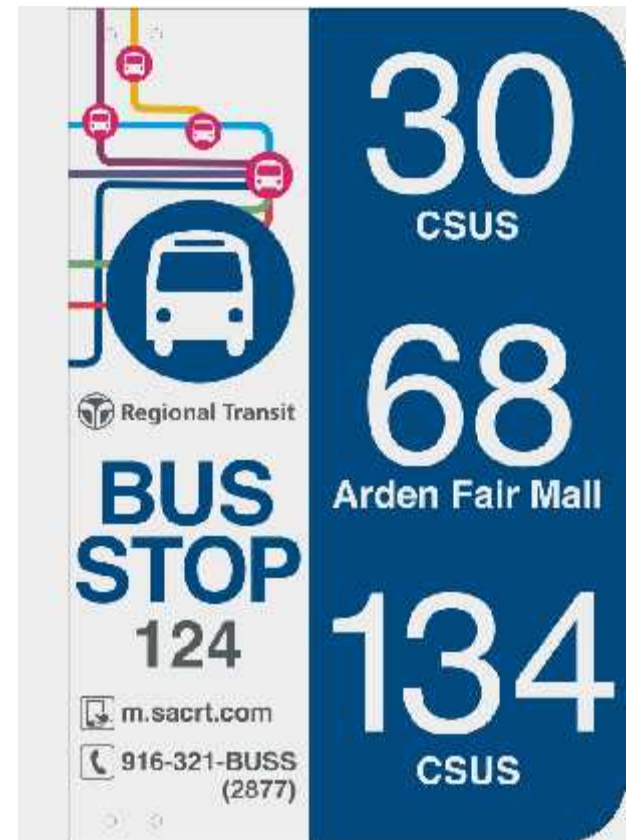 Regional Transit
BUS
STOP
124
m.sacrt.com
916-321-BUSS
(2877)
30
CSUS
68
Arden Fair Mall
134
CSUS